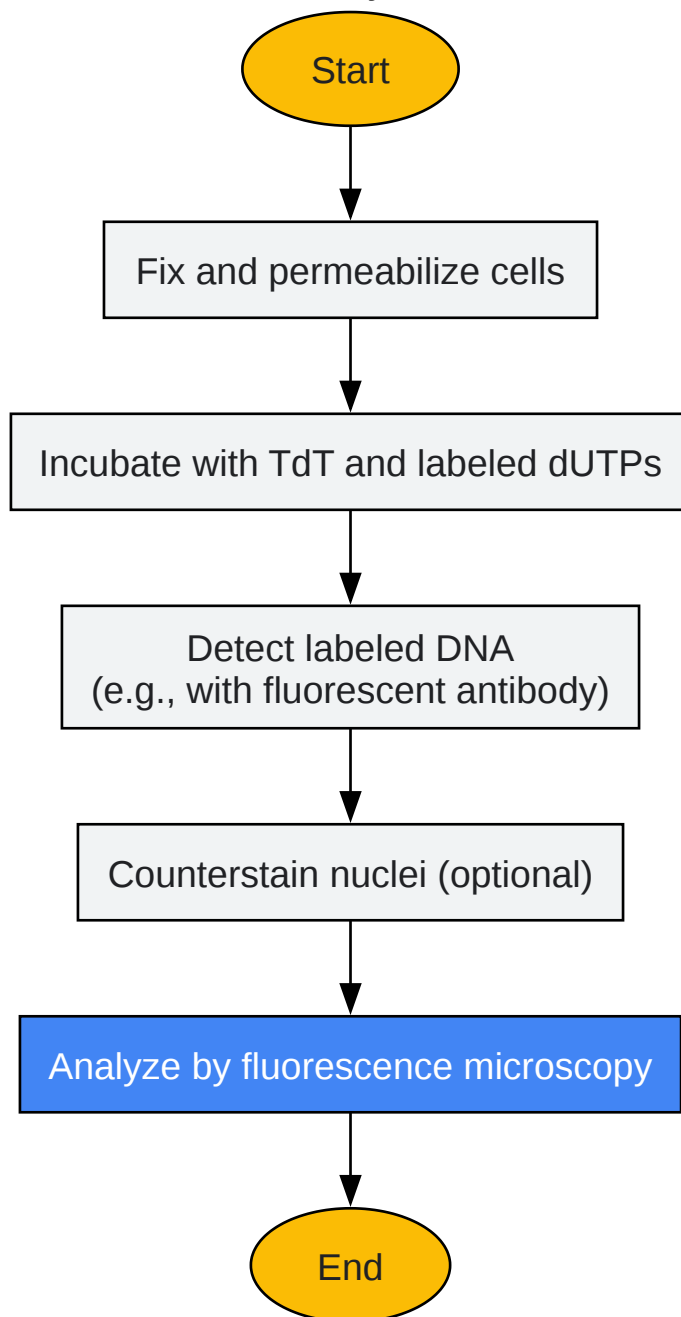 Start
Fix and permeabilize cells
Incubate with TdT and labeled dUTPs
Detect labeled DNA
(e.g., with fluorescent antibody)
Counterstain nuclei (optional)
Analyze by fluorescence microscopy
End